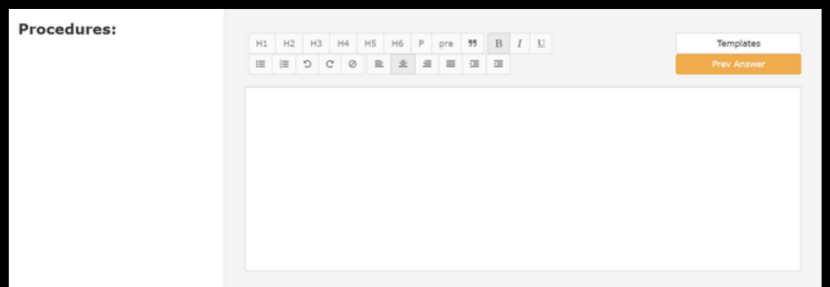 Procedures:
H1 H2 H3 H4 H5 H6 P pre ❞ B I U
Templates
Prev Answer